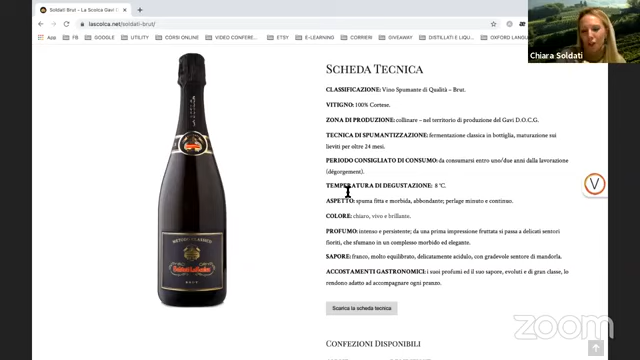 Soldati Brut – La Scolca Gavi D
lascolca.net/soldati-brut/
FB GOOGLE UTILITY CORSI ONLINE VIDEO CONFERE... ETSY E-LEARNING CORRIERI GIVEAWAY DISTILLATI E LIQU... OXFORD LANGU
Chiara Soldati
Scheda Tecnica
CLASSIFICAZIONE: Vino Spumante di Qualità – Brut.
VITIGNO: 100% Cortese.
ZONA DI PRODUZIONE: collinare – nel territorio di produzione del Gavi D.O.C.G.
TECNICA DI SPUMANTIZZAZIONE: fermentazione classica in bottiglia, maturazione sui
lieviti per oltre 24 mesi.
PERIODO CONSIGLIATO DI CONSUMO: da consumarsi entro uno/due anni dalla lavorazione
(dégorgement).
TEMPERATURA DI DEGUSTAZIONE: 8 °C.
ASPETTO: spuma fitta e morbida, abbondante; perlage minuto e continuo.
COLORE: chiaro, vivo e brillante.
PROFUMO: intenso e persistente; da una prima impressione fruttata si passa a delicati sentori
fioriti, che sfumano in un complesso morbido ed elegante.
SAPORE: franco, molto equilibrato, delicatamente acidulo, con gradevole sentore di mandorla.
ACCOSTAMENTI GASTRONOMICI: i suoi profumi ed il suo sapore, evoluti e di gran classe, lo
rendono adatto ad accompagnare ogni pranzo.
Scarica la scheda tecnica
Confezioni Disponibili
METODO CLASSICO
Soldati La Scolca
BRUT
V
zoom